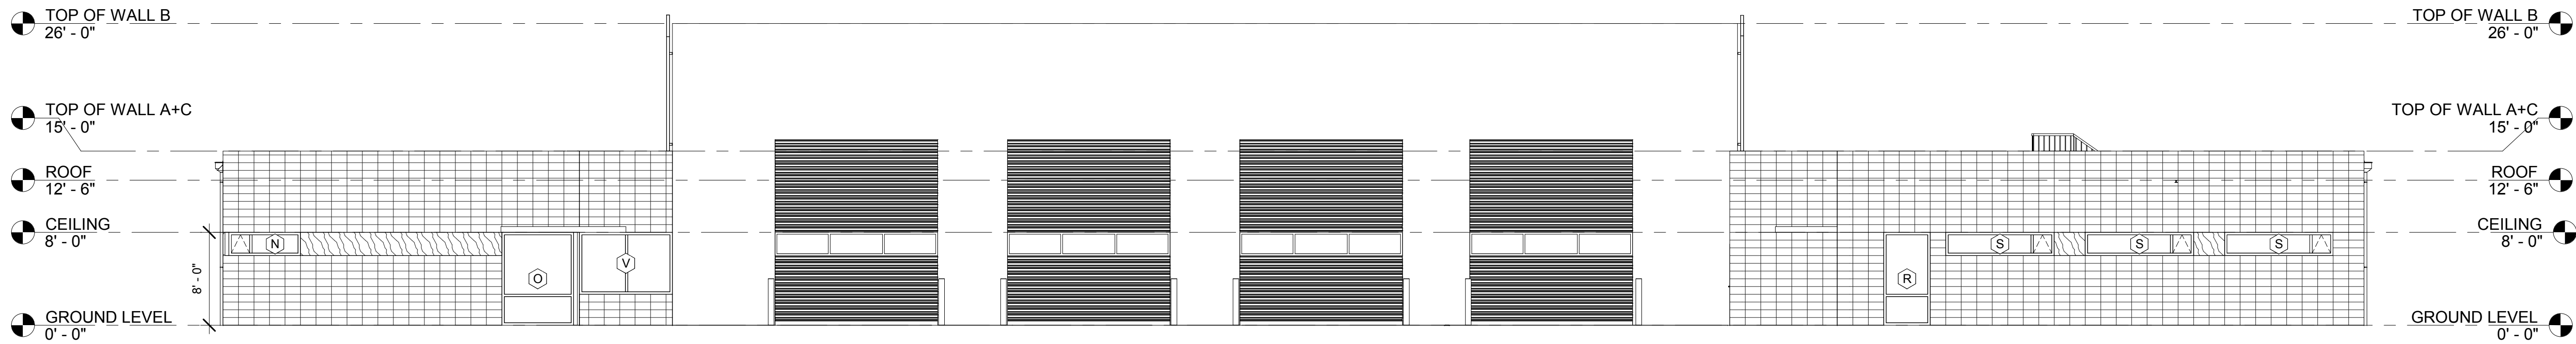 TOP OF WALL B
26' - 0"
TOP OF WALL B
26' - 0"
TOP OF WALL A+C
15' - 0"
TOP OF WALL A+C
15' - 0"
ROOF
12' - 6"
ROOF
12' - 6"
CEILING
8' - 0"
CEILING
8' - 0"
N
O
V
R
S
S
S
8' - 0"
GROUND LEVEL
0' - 0"
GROUND LEVEL
0' - 0"